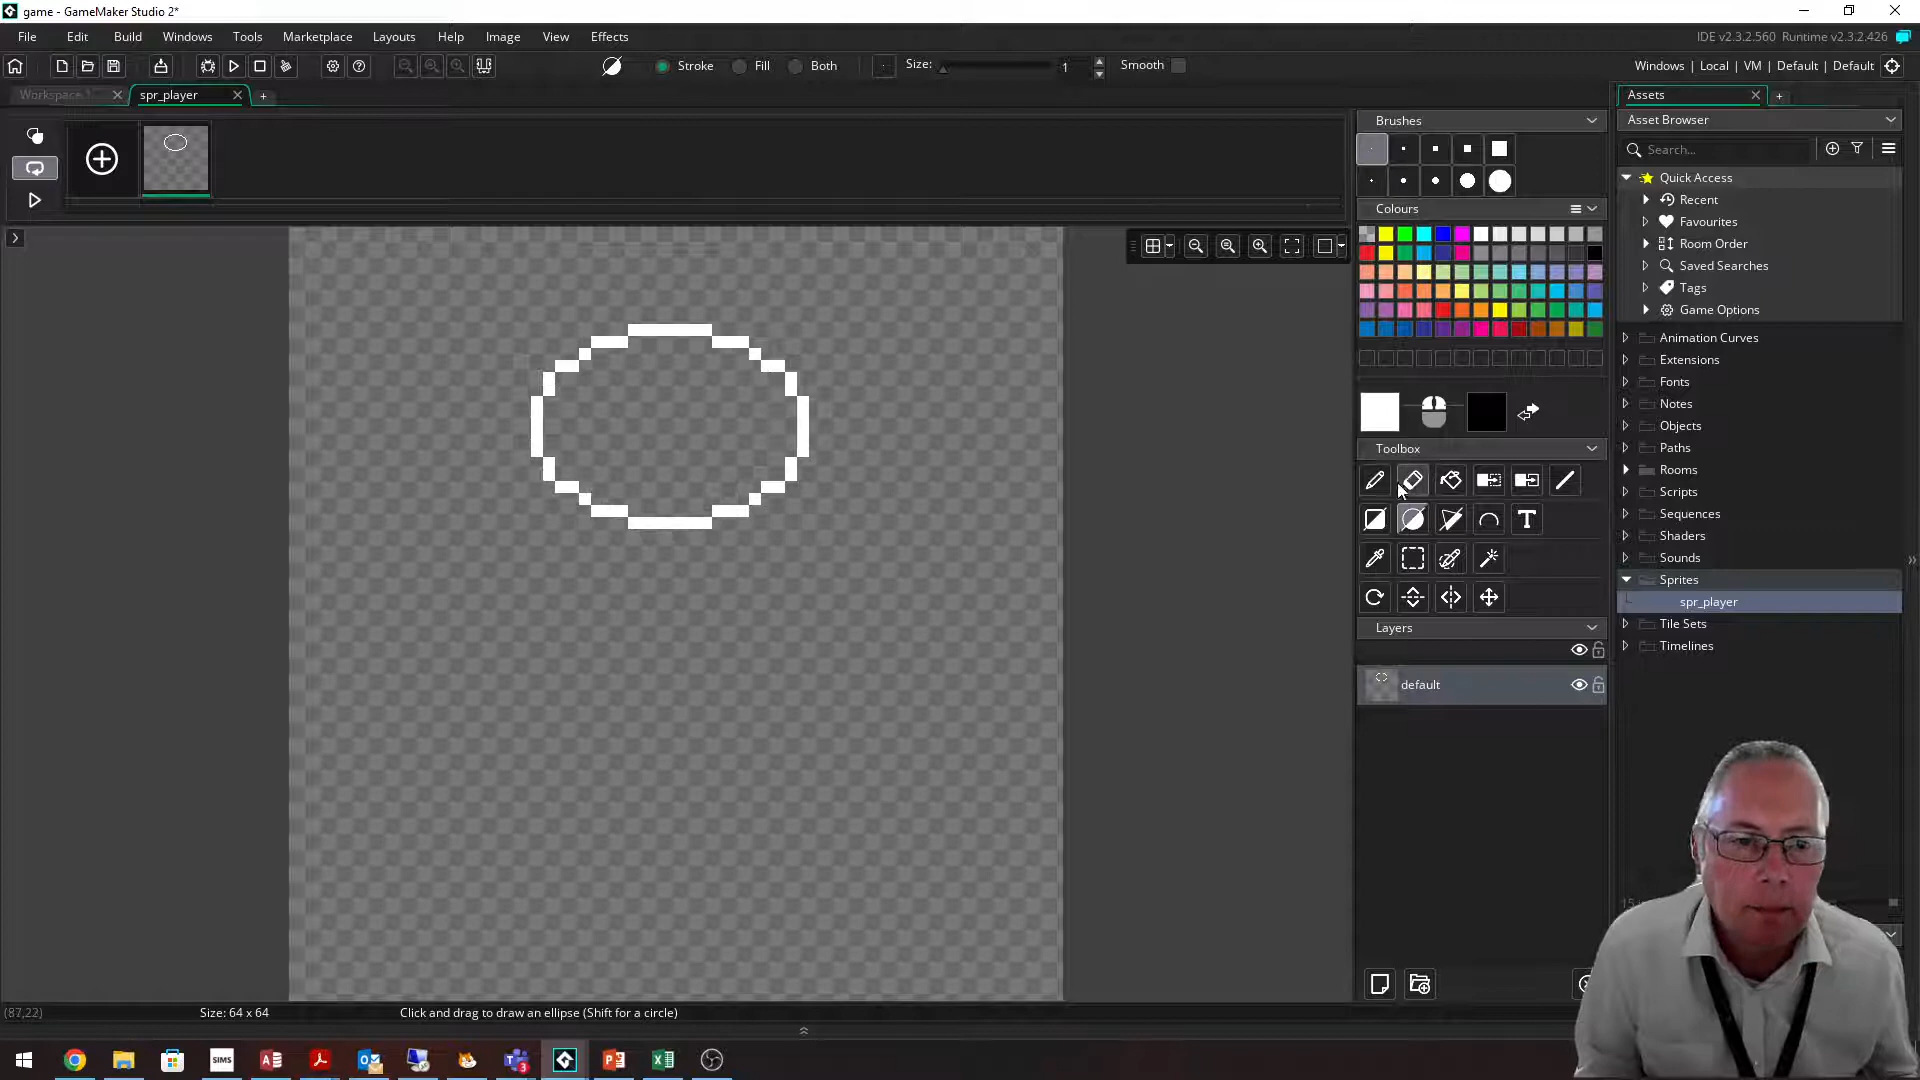 game - GameMaker Studio 2*
File Edit Build Windows Tools Marketplace Layouts Help Image View Effects
IDE v2.3.2.560 Runtime v2.3.2.426
Stroke Fill Both Size: 1 Smooth
Windows | Local | VM | Default | Default
Workspace 1 spr_player
Assets
Brushes
Asset Browser
Search...
Quick Access
Recent
Favourites
Room Order
Saved Searches
Tags
Game Options
Colours
Animation Curves
Extensions
Fonts
Notes
Objects
Paths
Rooms
Scripts
Sequences
Shaders
Sounds
Sprites
spr_player
Tile Sets
Timelines
Toolbox
T
Layers
default
(87,22) Size: 64 x 64 Click and drag to draw an ellipse (Shift for a circle)
SIMS
3